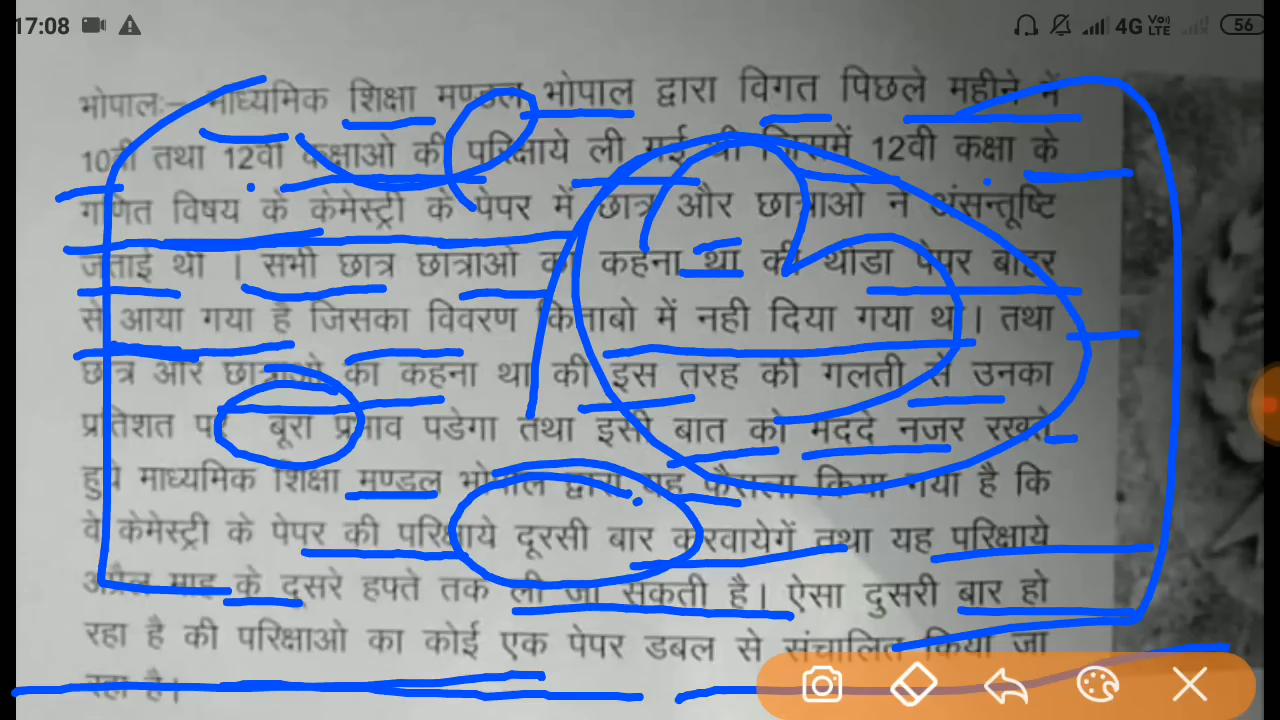 17:08 4G Vo) LTE 56
भोपालः- माध्यमिक शिक्षा मण्डल भोपाल द्वारा विगत पिछले महीने में
10वी तथा 12वी कक्षाओ की परिक्षाये ली गई थी जिसमें 12वी कक्षा के
गणित विषय के केमेस्ट्री के पेपर में छात्र और छात्राओ ने अंसन्तूष्टि
जताई थी । सभी छात्र छात्राओ का कहना था की थोडा पेपर बाहर
से आया गया है जिसका विवरण किताबो में नही दिया गया था। तथा
छात्र और छात्राओ का कहना था की इस तरह की गलती से उनका
प्रतिशत पर बूरा प्रभाव पडेगा तथा इसी बात को मददे नजर रखते
हुये माध्यमिक शिक्षा मण्डल भोपाल द्वारा यह फैसला किया गया है कि
वे केमेस्ट्री के पेपर की परिक्षाये दूरसी बार करवायेगें तथा यह परिक्षाये
अप्रैल माह के दुसरे हफ्ते तक ली जा सकती है। ऐसा दुसरी बार हो
रहा है की परिक्षाओ का कोई एक पेपर डबल से संचालित किया जा
रहा है।